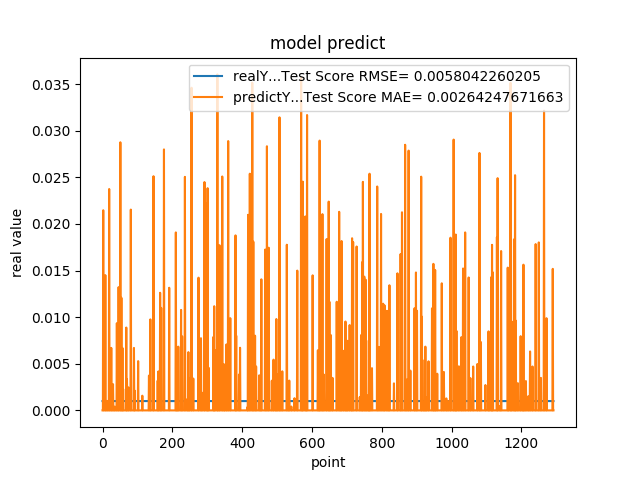 model predict
realY...Test Score RMSE= 0.0058042260205
predictY...Test Score MAE= 0.00264247671663
real value
0.035
0.030
0.025
0.020
0.015
0.010
0.005
0.000
0 200 400 600 800 1000 1200
point